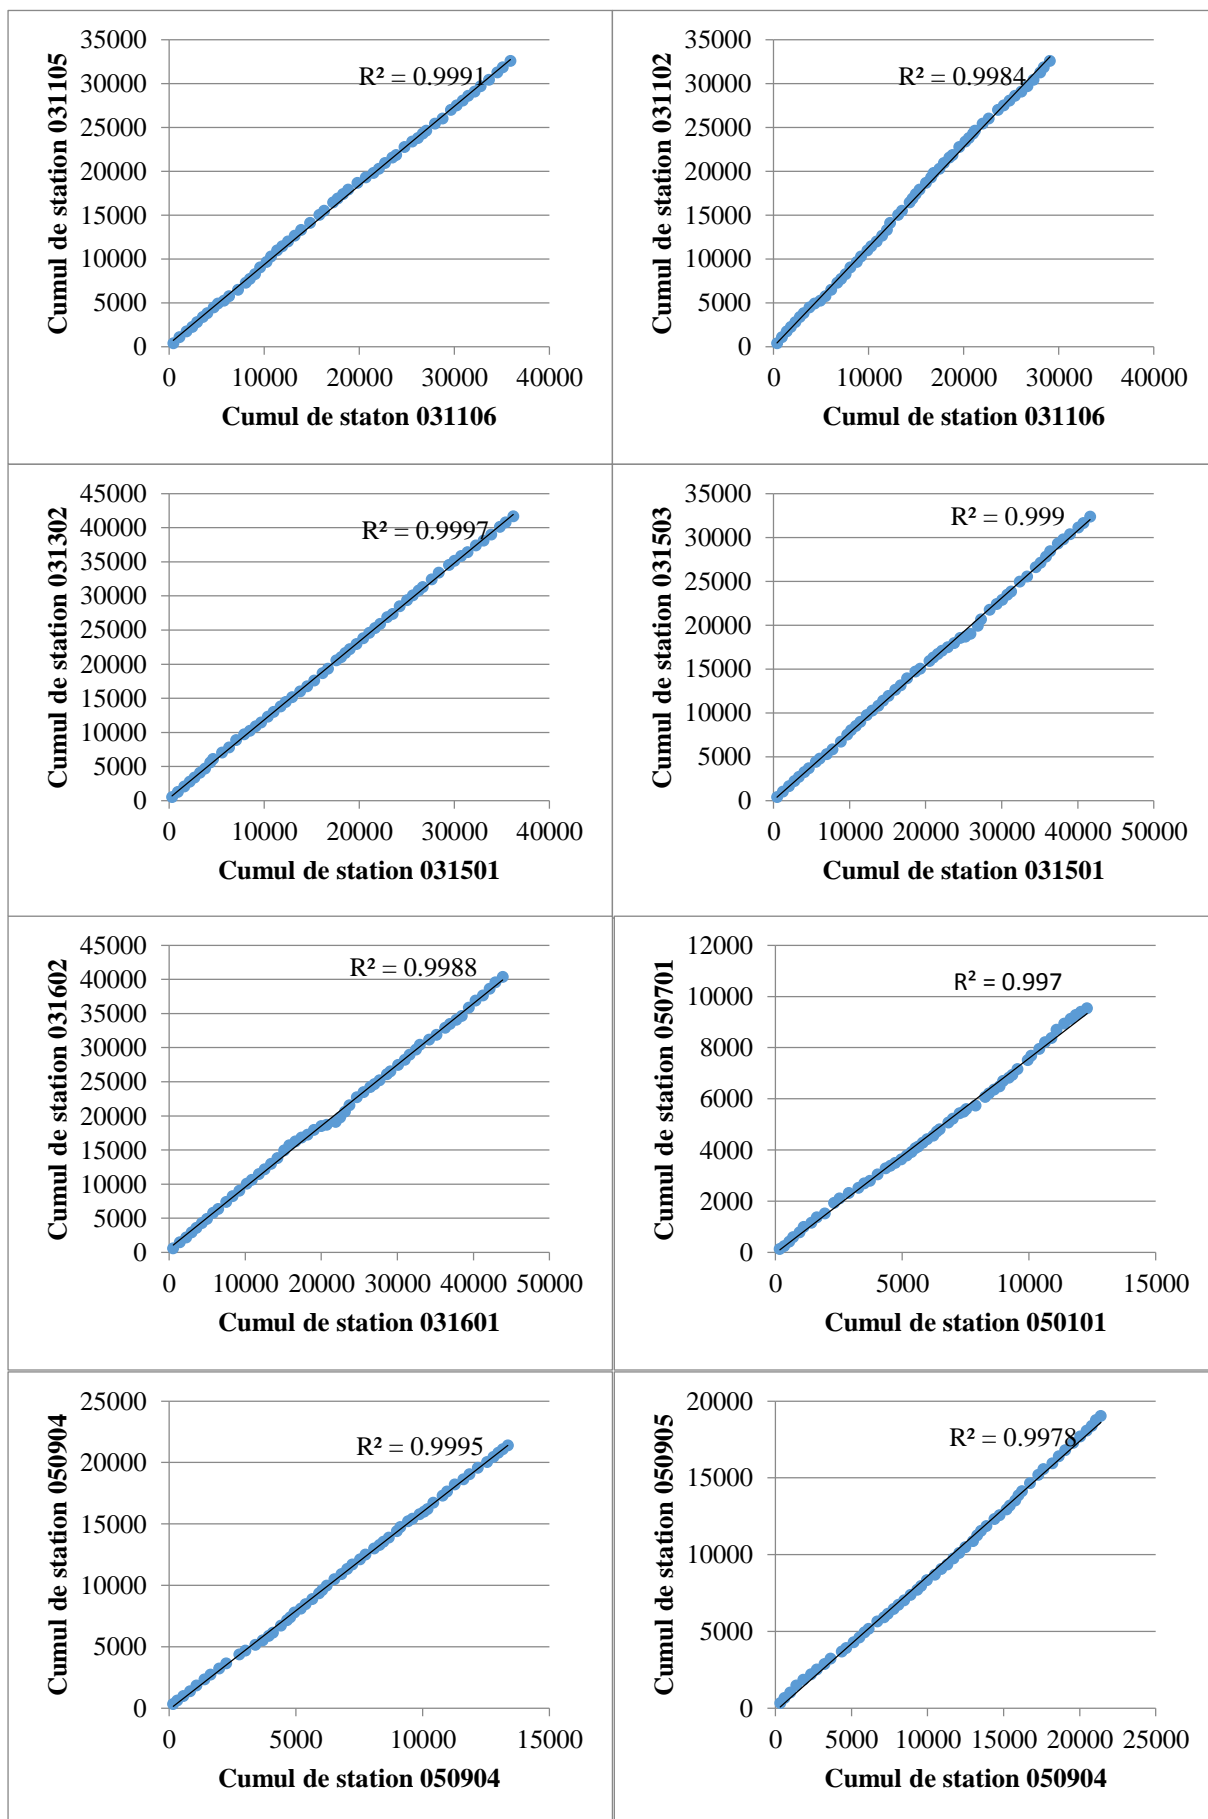 35000
30000
25000
20000
15000
10000
5000
0
R² = 0.9991
Cumul de station 031105
0 10000 20000 30000 40000
Cumul de staton 031106
35000
30000
25000
20000
15000
10000
5000
0
R² = 0.9984
Cumul de station 031102
0 10000 20000 30000 40000
Cumul de station 031106
45000
40000
35000
30000
25000
20000
15000
10000
5000
0
R² = 0.9997
Cumul de station 031302
0 10000 20000 30000 40000
Cumul de station 031501
35000
30000
25000
20000
15000
10000
5000
0
R² = 0.999
Cumul de station 031503
0 10000 20000 30000 40000 50000
Cumul de station 031501
45000
40000
35000
30000
25000
20000
15000
10000
5000
0
R² = 0.9988
Cumul de station 031602
0 10000 20000 30000 40000 50000
Cumul de station 031601
12000
10000
8000
6000
4000
2000
0
R² = 0.997
Cumul de station 050701
0 5000 10000 15000
Cumul de station 050101
25000
20000
15000
10000
5000
0
R² = 0.9995
Cumul de station 050904
0 5000 10000 15000
Cumul de station 050904
20000
15000
10000
5000
0
R² = 0.9978
Cumul de station 050905
0 5000 10000 15000 20000 25000
Cumul de station 050904